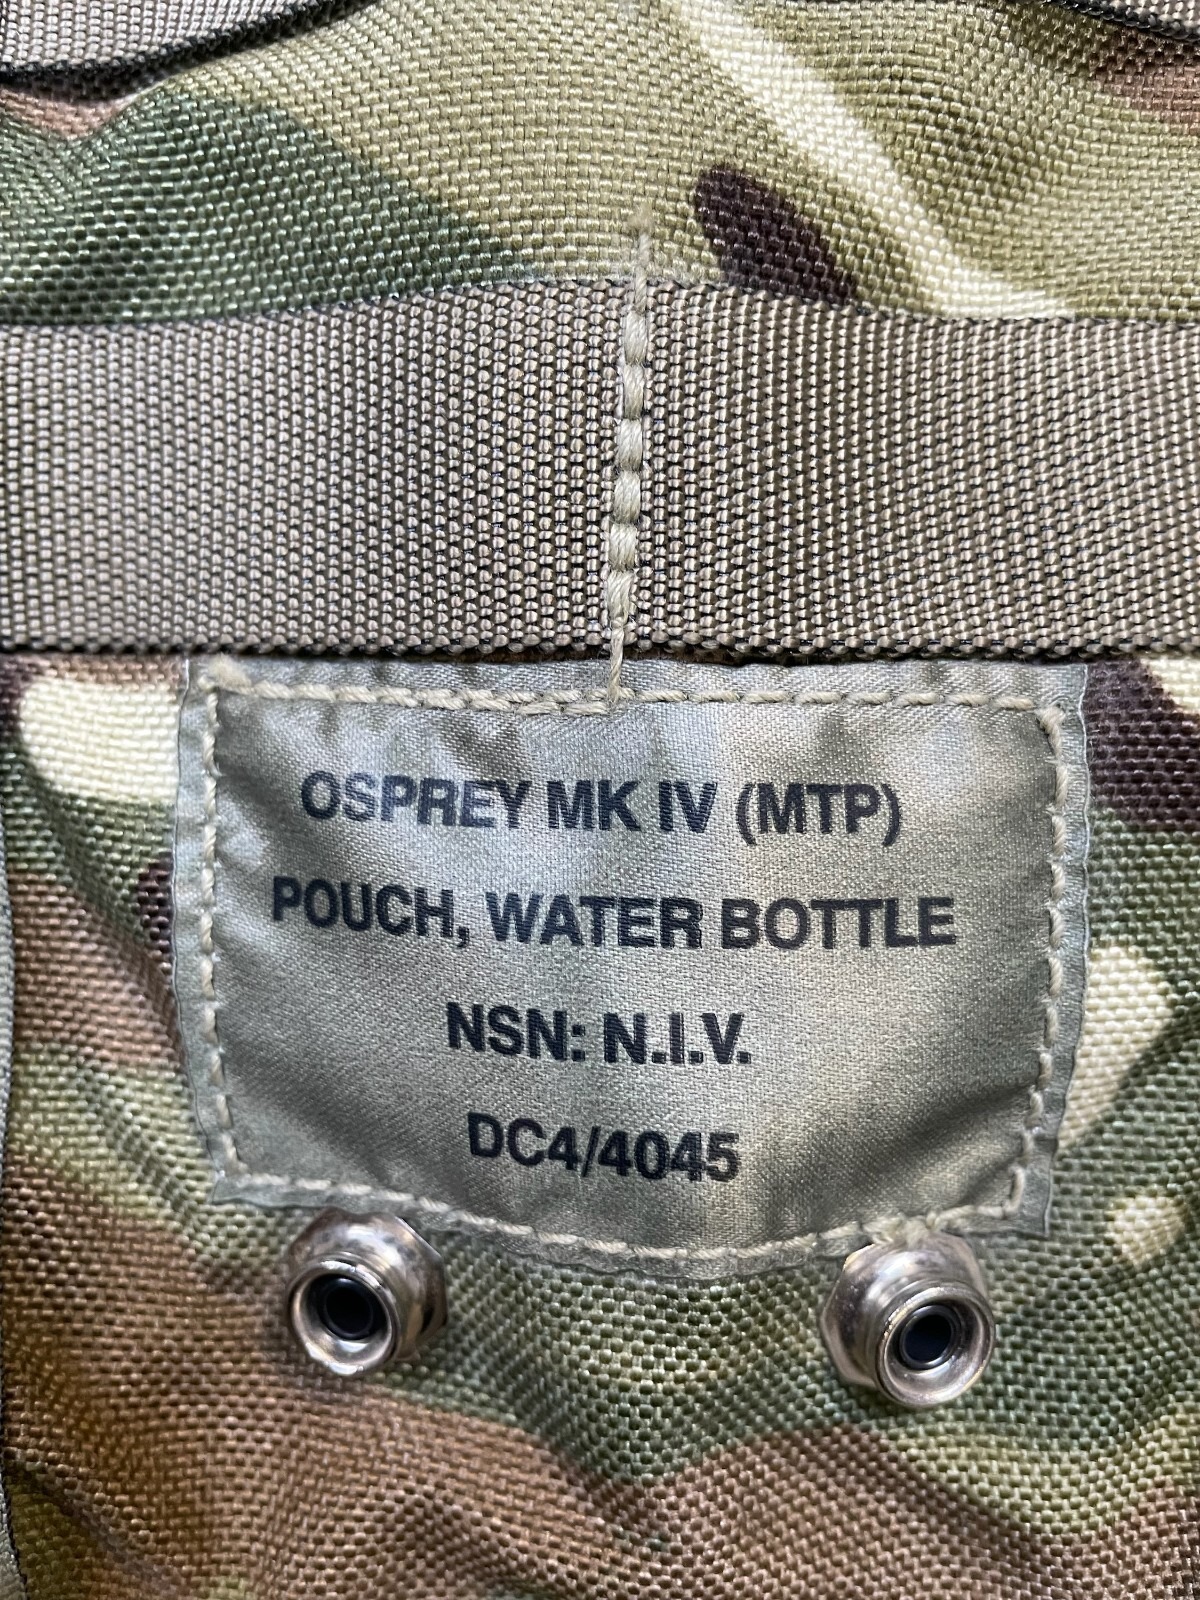 OSPREY MK IV (MTP)
POUCH, WATER BOTTLE
NSN: N.I.V.
DC4/4045